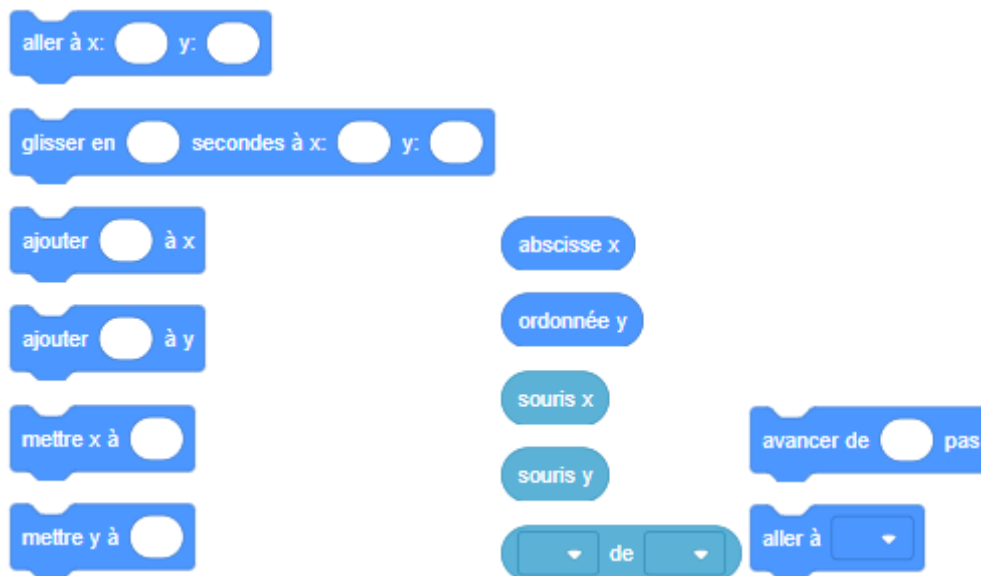 aller à x: y:
glisser en secondes à x: y:
ajouter à x
ajouter à y
mettre x à
mettre y à
abscisse x
ordonnée y
souris x
souris y
de
avancer de pas
aller à